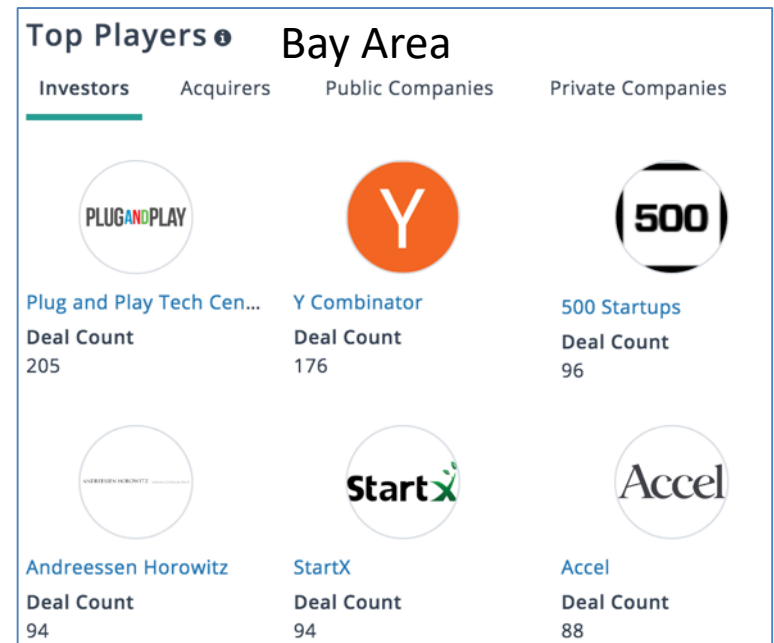 Top Players Bay Area
Investors Acquirers Public Companies Private Companies
PLUGANDPLAY
Y
500
Plug and Play Tech Cen...
Y Combinator
500 Startups
Deal Count
Deal Count
Deal Count
205
176
96
ANDREESSEN HOROWITZ
StartX
Accel
Andreessen Horowitz
StartX
Accel
Deal Count
Deal Count
Deal Count
94
94
88